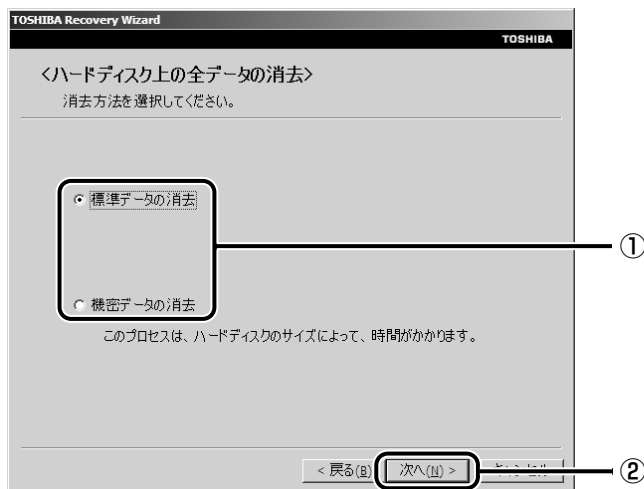 TOSHIBA Recovery Wizard
TOSHIBA
<ハードディスク上の全データの消去>
消去方法を選択してください。
標準データの消去
①
機密データの消去
このプロセスは、ハードディスクのサイズによって、時間がかかります。
< 戻る(B) 次へ(N) >
②